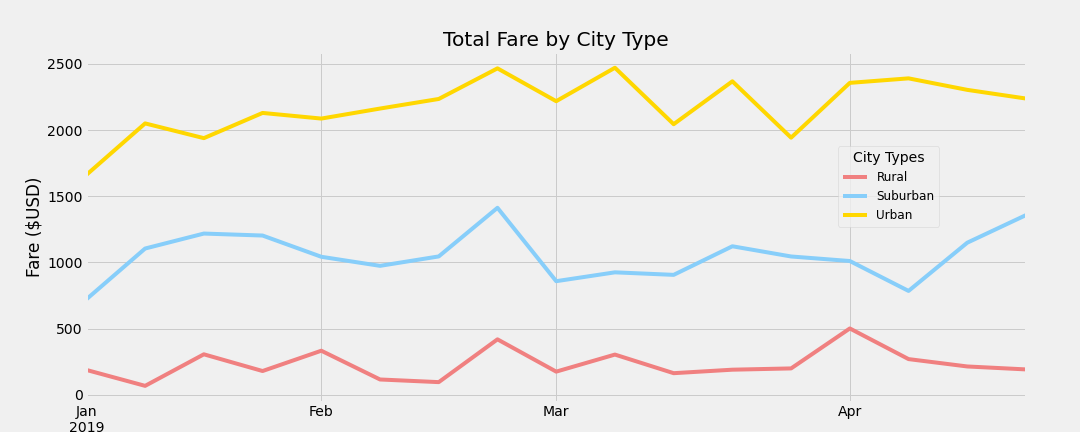 Total Fare by City Type
Fare ($USD)
2500
2000
1500
1000
500
0
City Types
Rural
Suburban
Urban
Jan
2019
Feb
Mar
Apr